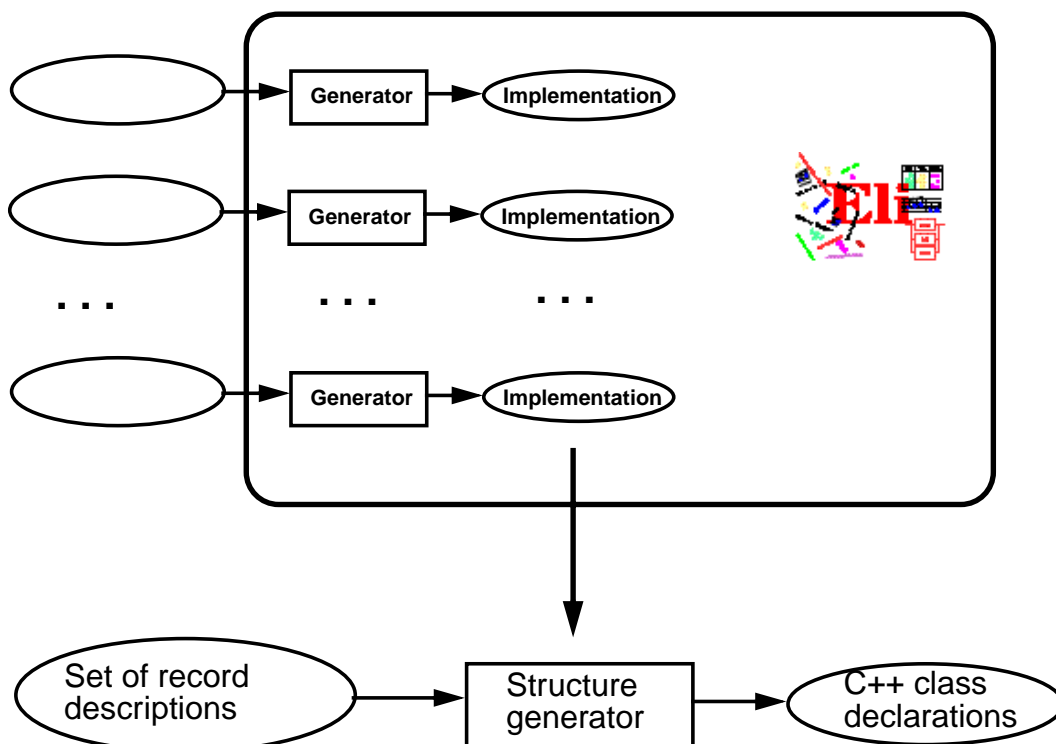 Generator Implementation
Eli
Generator Implementation
. . . . . . . . .
Generator Implementation
Set of record
descriptions
Structure
generator
C++ class
declarations